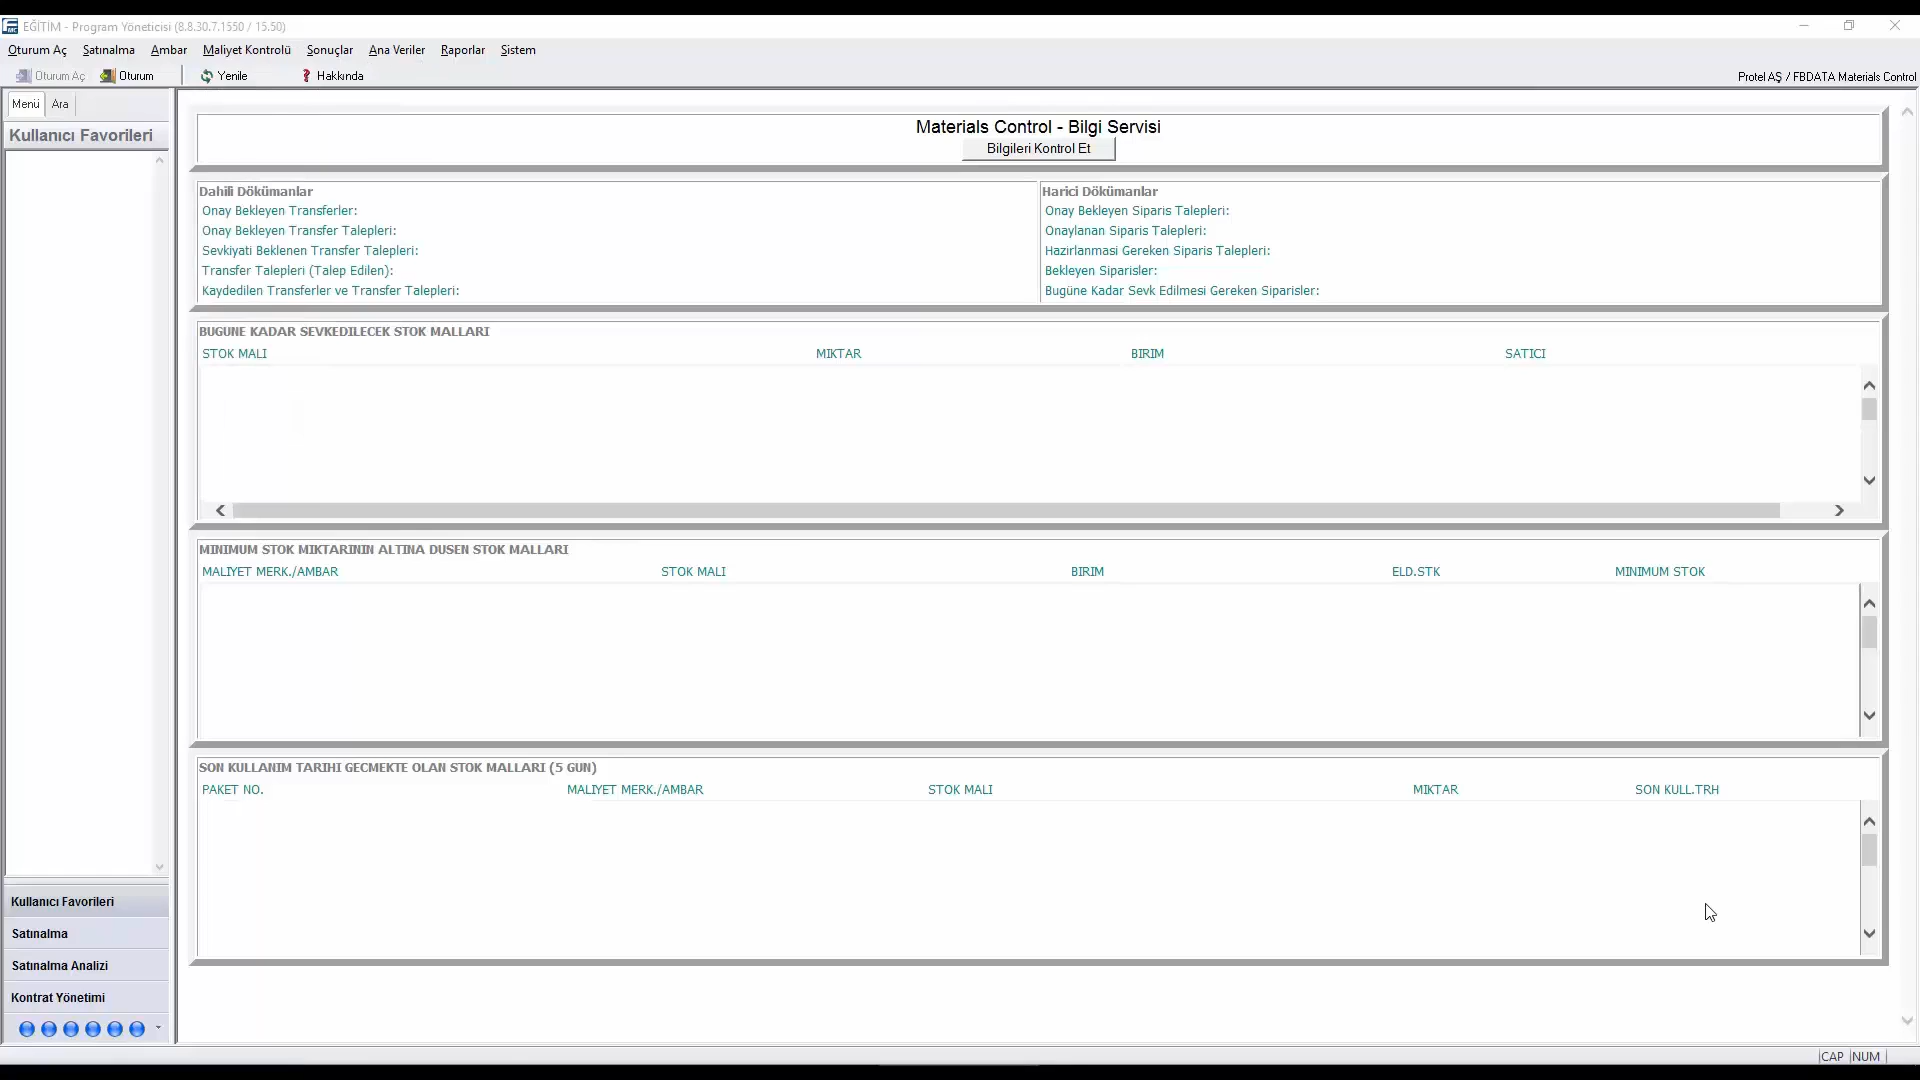 EĞİTİM - Program Yöneticisi (8.8.30.7.1550 / 15.50)
Oturum Aç Satınalma Ambar Maliyet Kontrolü Sonuçlar Ana Veriler Raporlar Sistem
Oturum Aç Oturum Yenile Hakkında Protel AŞ / FBDATA Materials Control
Menü Ara
Kullanıcı Favorileri
Materials Control - Bilgi Servisi
Bilgileri Kontrol Et
Dahili Dökümanlar
Onay Bekleyen Transferler:
Onay Bekleyen Transfer Talepleri:
Sevkiyati Beklenen Transfer Talepleri:
Transfer Talepleri (Talep Edilen):
Kaydedilen Transferler ve Transfer Talepleri:
Harici Dökümanlar
Onay Bekleyen Siparis Talepleri:
Onaylanan Siparis Talepleri:
Hazirlanmasi Gereken Siparis Talepleri:
Bekleyen Siparisler:
Bugüne Kadar Sevk Edilmesi Gereken Siparisler:
BUGUNE KADAR SEVKEDILECEK STOK MALLARI
STOK MALI MIKTAR BIRIM SATICI
MINIMUM STOK MIKTARININ ALTINA DUSEN STOK MALLARI
MALIYET MERK./AMBAR STOK MALI BIRIM ELD.STK MINIMUM STOK
SON KULLANIM TARIHI GECMEKTE OLAN STOK MALLARI (5 GUN)
PAKET NO. MALIYET MERK./AMBAR STOK MALI MIKTAR SON KULL.TRH
Kullanıcı Favorileri
Satınalma
Satınalma Analizi
Kontrat Yönetimi
CAP NUM